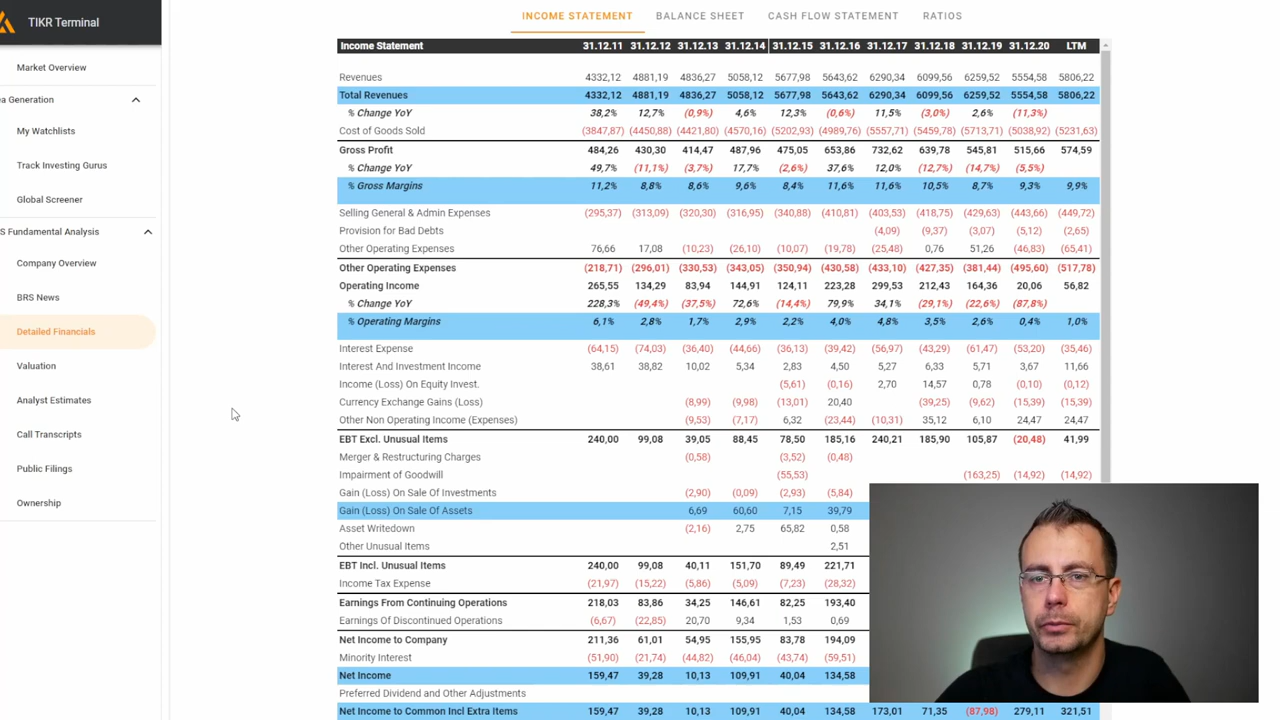 TIKR Terminal
INCOME STATEMENT BALANCE SHEET CASH FLOW STATEMENT RATIOS
Market Overview
ea Generation
My Watchlists
Track Investing Gurus
Global Screener
S Fundamental Analysis
Company Overview
BRS News
Detailed Financials
Valuation
Analyst Estimates
Call Transcripts
Public Filings
Ownership
Income Statement 31.12.11 31.12.12 31.12.13 31.12.14 31.12.15 31.12.16 31.12.17 31.12.18 31.12.19 31.12.20 LTM
Revenues 4332,12 4881,19 4836,27 5058,12 5677,98 5643,62 6290,34 6099,56 6259,52 5554,58 5806,22
Total Revenues 4332,12 4881,19 4836,27 5058,12 5677,98 5643,62 6290,34 6099,56 6259,52 5554,58 5806,22
% Change YoY 38,2% 12,7% (0,9%) 4,6% 12,3% (0,6%) 11,5% (3,0%) 2,6% (11,3%)
Cost of Goods Sold (3847,87) (4450,88) (4421,80) (4570,16) (5202,93) (4989,76) (5557,71) (5459,78) (5713,71) (5038,92) (5231,63)
Gross Profit 484,26 430,30 414,47 487,96 475,05 653,86 732,62 639,78 545,81 515,66 574,59
% Change YoY 49,7% (11,1%) (3,7%) 17,7% (2,6%) 37,6% 12,0% (12,7%) (14,7%) (5,5%)
% Gross Margins 11,2% 8,8% 8,6% 9,6% 8,4% 11,6% 11,6% 10,5% 8,7% 9,3% 9,9%
Selling General & Admin Expenses (295,37) (313,09) (320,30) (316,95) (340,88) (410,81) (403,53) (418,75) (429,63) (443,66) (449,72)
Provision for Bad Debts (4,09) (9,37) (3,07) (5,12) (2,65)
Other Operating Expenses 76,66 17,08 (10,23) (26,10) (10,07) (19,78) (25,48) 0,76 51,26 (46,83) (65,41)
Other Operating Expenses (218,71) (296,01) (330,53) (343,05) (350,94) (430,58) (433,10) (427,35) (381,44) (495,60) (517,78)
Operating Income 265,55 134,29 83,94 144,91 124,11 223,28 299,53 212,43 164,36 20,06 56,82
% Change YoY 228,3% (49,4%) (37,5%) 72,6% (14,4%) 79,9% 34,1% (29,1%) (22,6%) (87,8%)
% Operating Margins 6,1% 2,8% 1,7% 2,9% 2,2% 4,0% 4,8% 3,5% 2,6% 0,4% 1,0%
Interest Expense (64,15) (74,03) (36,40) (44,66) (36,13) (39,42) (56,97) (43,29) (61,47) (53,20) (35,46)
Interest And Investment Income 38,61 38,82 10,02 5,34 2,83 4,50 5,27 6,33 5,71 3,67 11,66
Income (Loss) On Equity Invest. (5,61) (0,16) 2,70 14,57 0,78 (0,10) (0,12)
Currency Exchange Gains (Loss) (8,99) (9,98) (13,01) 20,40 (39,25) (9,62) (15,39) (15,39)
Other Non Operating Income (Expenses) (9,53) (7,17) 6,32 (23,44) (10,31) 35,12 6,10 24,47 24,47
EBT Excl. Unusual Items 240,00 99,08 39,05 88,45 78,50 185,16 240,21 185,90 105,87 (20,48) 41,99
Merger & Restructuring Charges (0,58) (3,52) (0,48)
Impairment of Goodwill (55,53) (163,25) (14,92) (14,92)
Gain (Loss) On Sale Of Investments (2,90) (0,09) (2,93) (5,84)
Gain (Loss) On Sale Of Assets 6,69 60,60 7,15 39,79
Asset Writedown (2,16) 2,75 65,82 0,58
Other Unusual Items 2,51
EBT Incl. Unusual Items 240,00 99,08 40,11 151,70 89,49 221,71
Income Tax Expense (21,97) (15,22) (5,86) (5,09) (7,23) (28,32)
Earnings From Continuing Operations 218,03 83,86 34,25 146,61 82,25 193,40
Earnings Of Discontinued Operations (6,67) (22,85) 20,70 9,34 1,53 0,69
Net Income to Company 211,36 61,01 54,95 155,95 83,78 194,09
Minority Interest (51,90) (21,74) (44,82) (46,04) (43,74) (59,51)
Net Income 159,47 39,28 10,13 109,91 40,04 134,58
Preferred Dividend and Other Adjustments
Net Income to Common Incl Extra Items 159,47 39,28 10,13 109,91 40,04 134,58 173,01 71,35 (87,98) 279,11 321,51